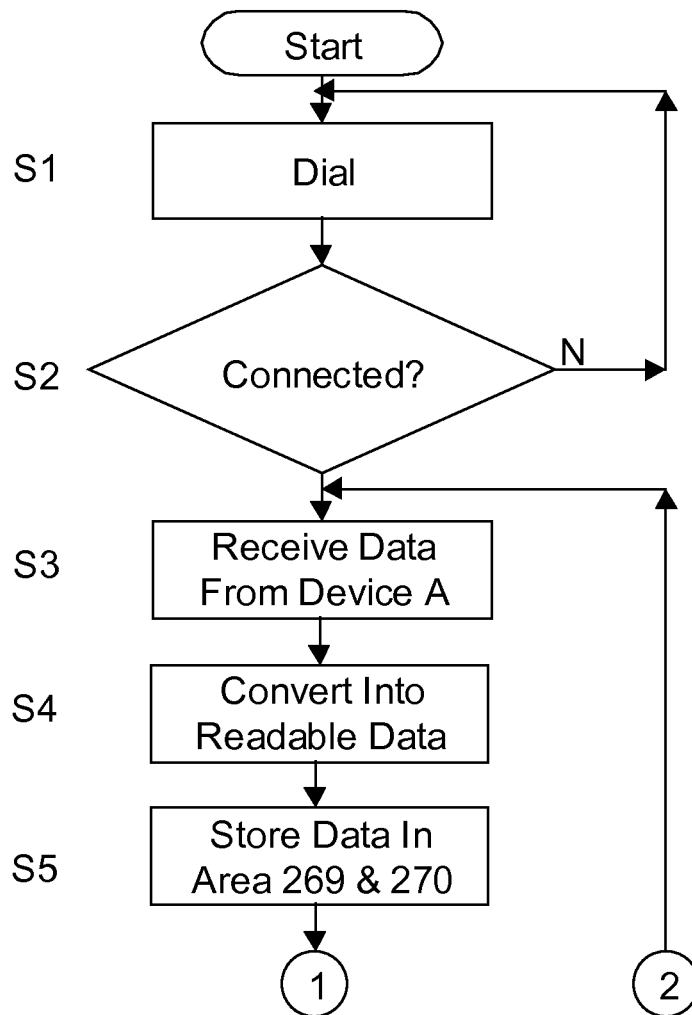 Start
S1
Dial
S2
Connected?
N
S3
Receive Data
From Device A
S4
Convert Into
Readable Data
S5
Store Data In
Area 269 & 270
1
2